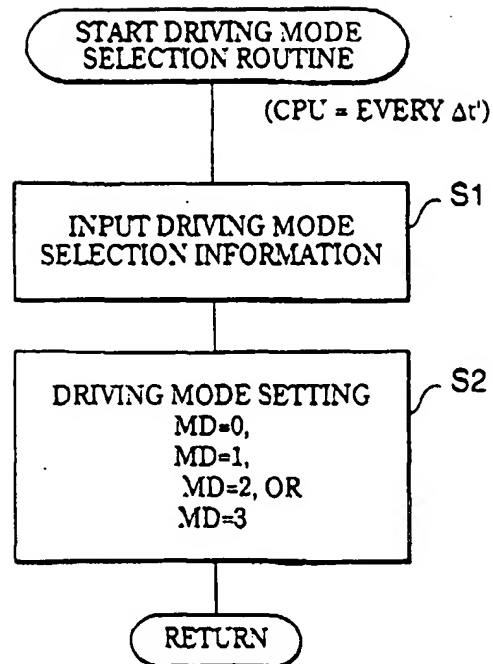 START DRIVING MODE
SELECTION ROUTINE
(CPU = EVERY Δt')
S1
INPUT DRIVING MODE
SELECTION INFORMATION
S2
DRIVING MODE SETTING
MD=0,
MD=1,
MD=2, OR
MD=3
RETURN